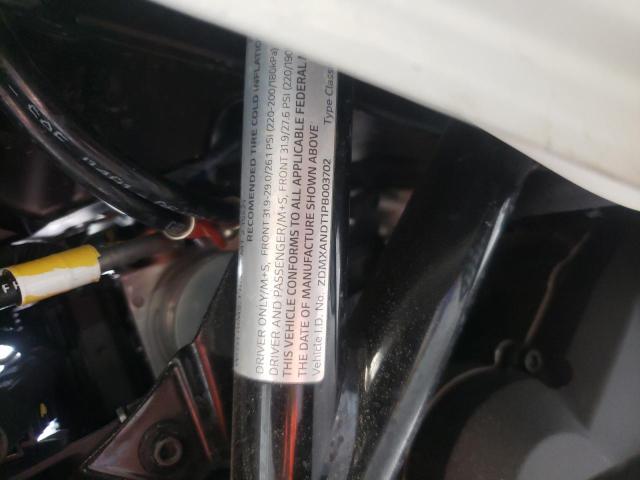 RECOMENDED TIRE COLD INFLATIO
DRIVER ONLY/M+S, FRONT 31.9-29.0/26.1 PSI (220-200/180kPa)
DRIVER AND PASSENGER/M+S, FRONT 31.9/27.6 PSI (220/190
THIS VEHICLE CONFORMS TO ALL APPLICABLE FEDERAL
THE DATE OF MANUFACTURE SHOWN ABOVE
Vehicle I.D. No. ZDMXANDT1PB003702 Type Class